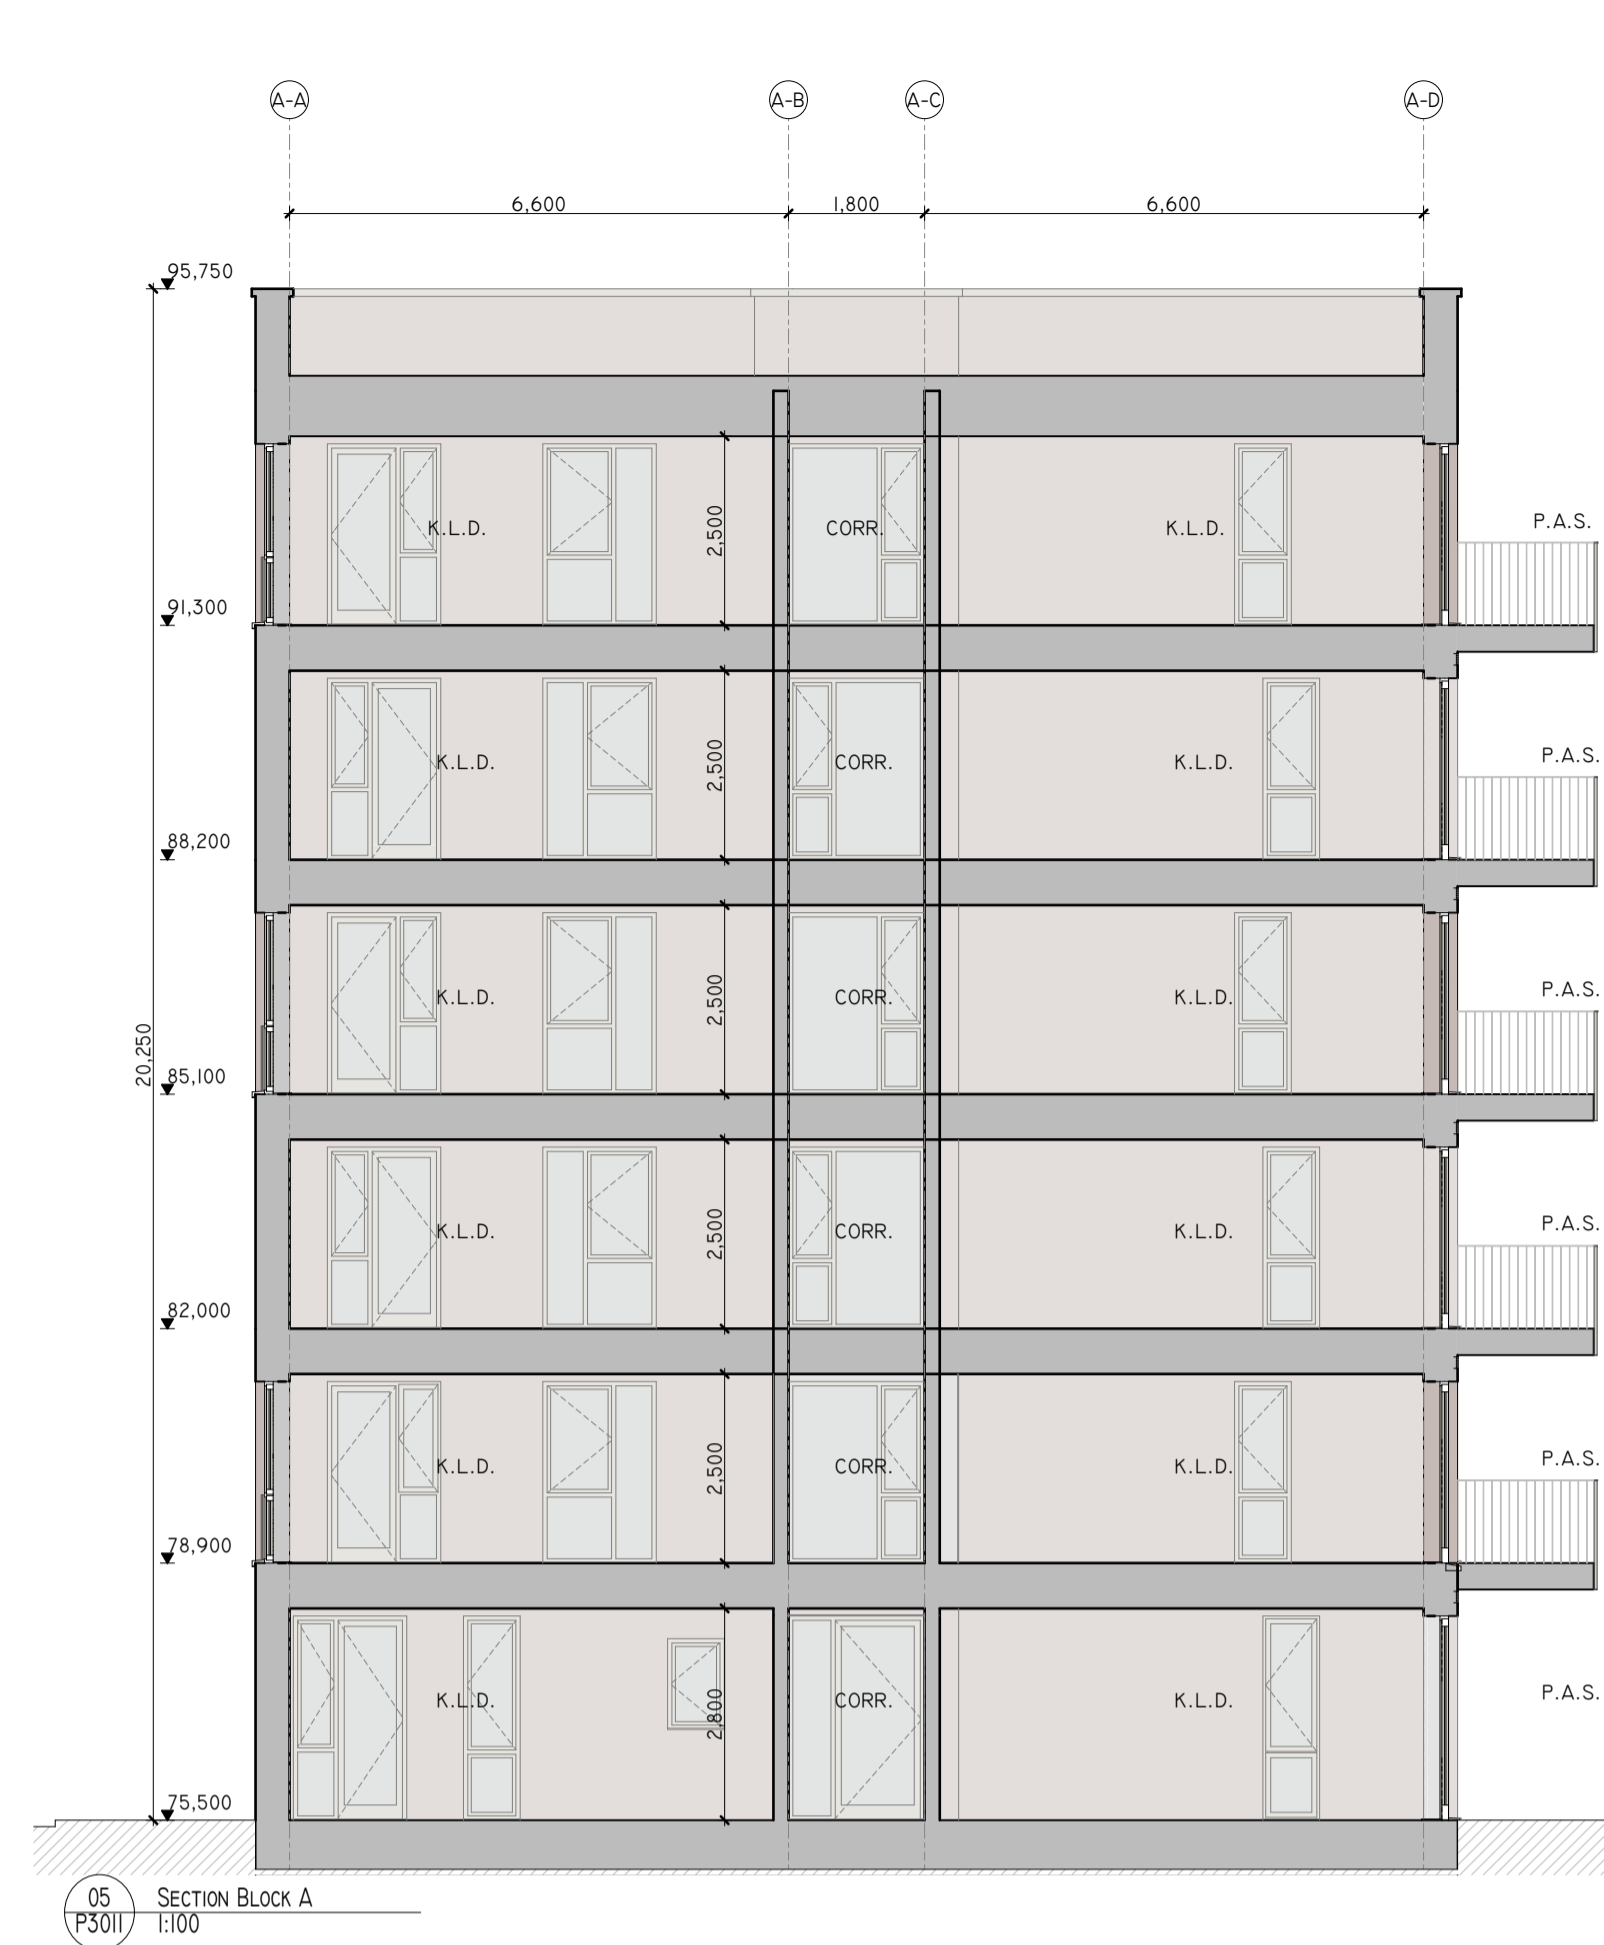 A-A A-B A-C A-D
6,600 1,800 6,600
95,750
P.A.S.
K.L.D. 2,500 CORR. K.L.D.
91,300
P.A.S.
K.L.D. 2,500 CORR. K.L.D.
88,200
P.A.S.
K.L.D. 2,500 CORR. K.L.D.
20,250
85,100
P.A.S.
K.L.D. 2,500 CORR. K.L.D.
82,000
P.A.S.
K.L.D. 2,500 CORR. K.L.D.
78,900
P.A.S.
K.L.D. 2,800 CORR. K.L.D.
75,500
05 SECTION BLOCK A
P3011 1:100